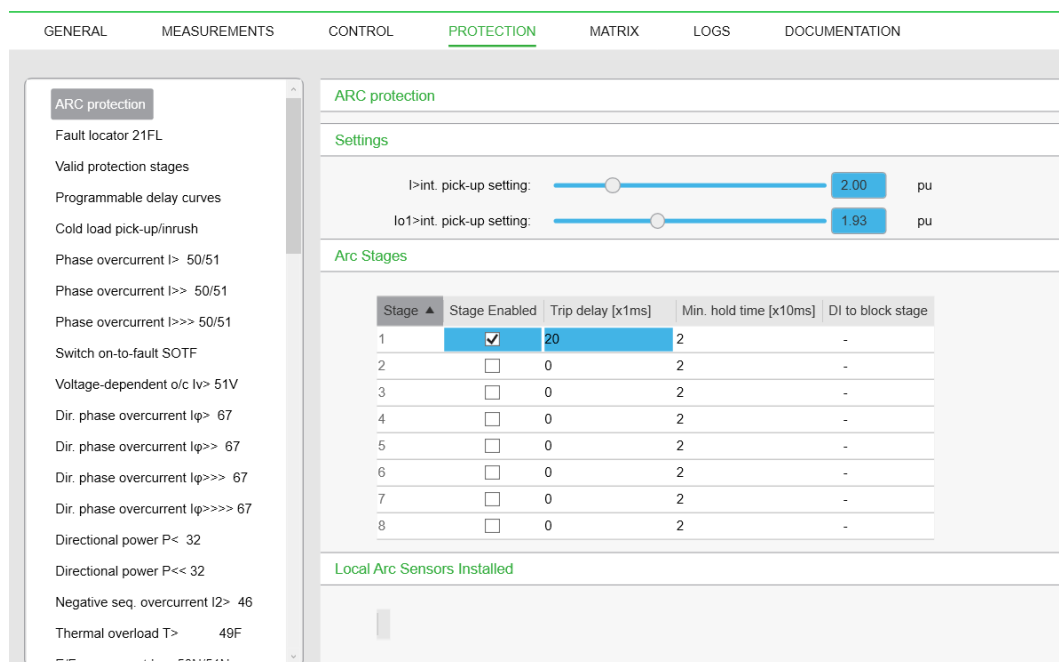 GENERAL MEASUREMENTS CONTROL PROTECTION MATRIX LOGS DOCUMENTATION
ARC protection
Fault locator 21FL
Valid protection stages
Programmable delay curves
Cold load pick-up/inrush
Phase overcurrent I> 50/51
Phase overcurrent I>> 50/51
Phase overcurrent I>>> 50/51
Switch on-to-fault SOTF
Voltage-dependent o/c Iv> 51V
Dir. phase overcurrent Iφ> 67
Dir. phase overcurrent Iφ>> 67
Dir. phase overcurrent Iφ>>> 67
Dir. phase overcurrent Iφ>>>> 67
Directional power P< 32
Directional power P<< 32
Negative seq. overcurrent I2> 46
Thermal overload T> 49F
ARC protection
Settings
I>int. pick-up setting: 2.00 pu
Io1>int. pick-up setting: 1.93 pu
Arc Stages
Stage ▲ Stage Enabled Trip delay [x1ms] Min. hold time [x10ms] DI to block stage
1 20 2 -
2 0 2 -
3 0 2 -
4 0 2 -
5 0 2 -
6 0 2 -
7 0 2 -
8 0 2 -
Local Arc Sensors Installed